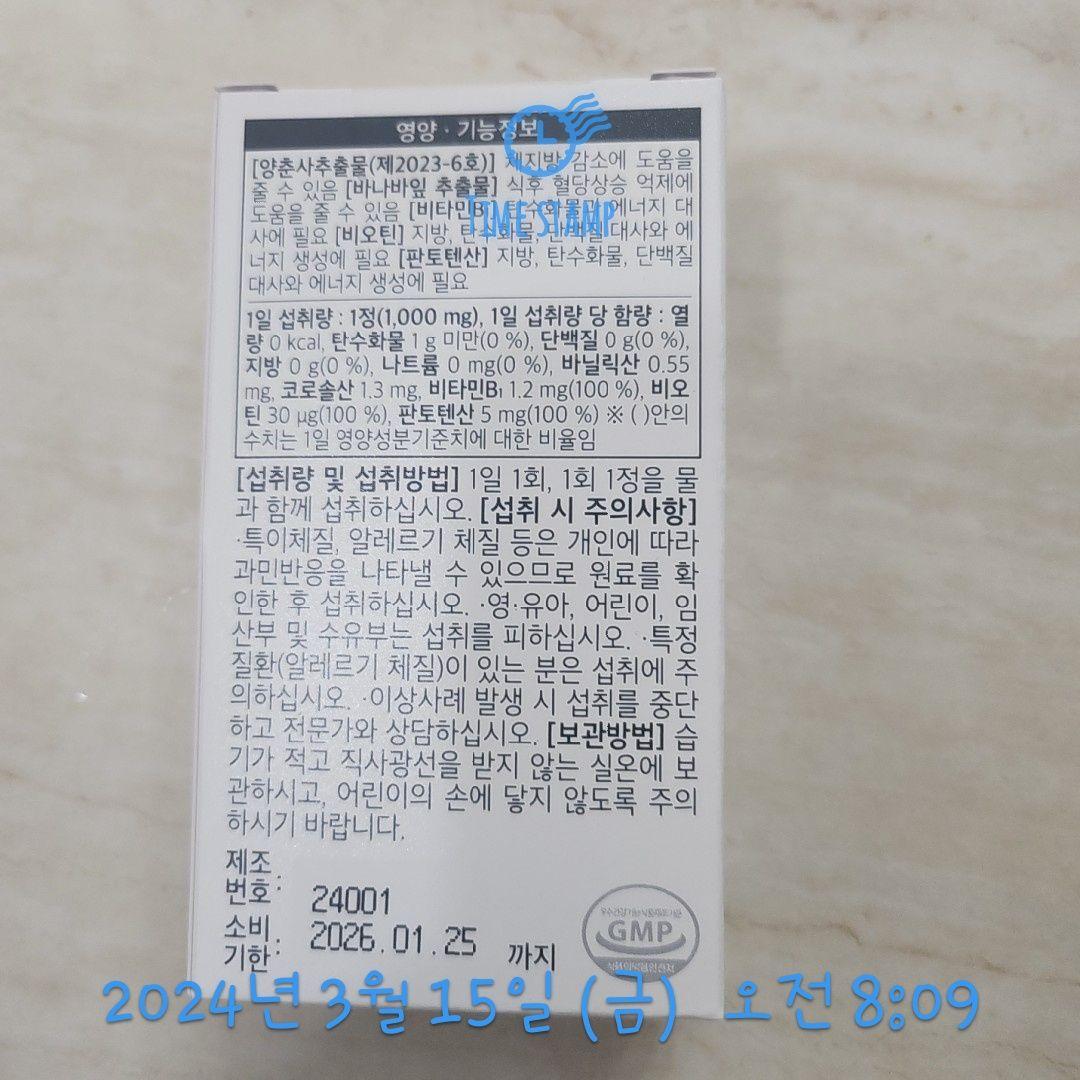 영양 · 기능정보
[양춘사추출물(제2023-6호)] 체지방 감소에 도움을
줄 수 있음 [바나바잎 추출물] 식후 혈당상승 억제에
도움을 줄 수 있음 [비타민B₁] 탄수화물과 에너지 대
사에 필요 [비오틴] 지방, 탄수화물, 단백질 대사와 에
너지 생성에 필요 [판토텐산] 지방, 탄수화물, 단백질
대사와 에너지 생성에 필요
TIME STAMP
1일 섭취량 : 1정(1,000 mg), 1일 섭취량 당 함량 : 열
량 0 kcal, 탄수화물 1 g 미만(0 %), 단백질 0 g(0 %),
지방 0 g(0 %), 나트륨 0 mg(0 %), 바닐릭산 0.55
mg, 코로솔산 1.3 mg, 비타민B₁ 1.2 mg(100 %), 비오
틴 30 µg(100 %), 판토텐산 5 mg(100 %) ※ ( )안의
수치는 1일 영양성분기준치에 대한 비율임
[섭취량 및 섭취방법] 1일 1회, 1회 1정을 물
과 함께 섭취하십시오. [섭취 시 주의사항]
·특이체질, 알레르기 체질 등은 개인에 따라
과민반응을 나타낼 수 있으므로 원료를 확
인한 후 섭취하십시오. ·영·유아, 어린이, 임
산부 및 수유부는 섭취를 피하십시오. ·특정
질환(알레르기 체질)이 있는 분은 섭취에 주
의하십시오. ·이상사례 발생 시 섭취를 중단
하고 전문가와 상담하십시오. [보관방법] 습
기가 적고 직사광선을 받지 않는 실온에 보
관하시고, 어린이의 손에 닿지 않도록 주의
하시기 바랍니다.
제조
번호 : 24001
소비
기한 : 2026.01.25 까지
우수건강기능식품제조기준
GMP
식품의약품안전처
2024년 3월 15일 (금) 오전 8:09